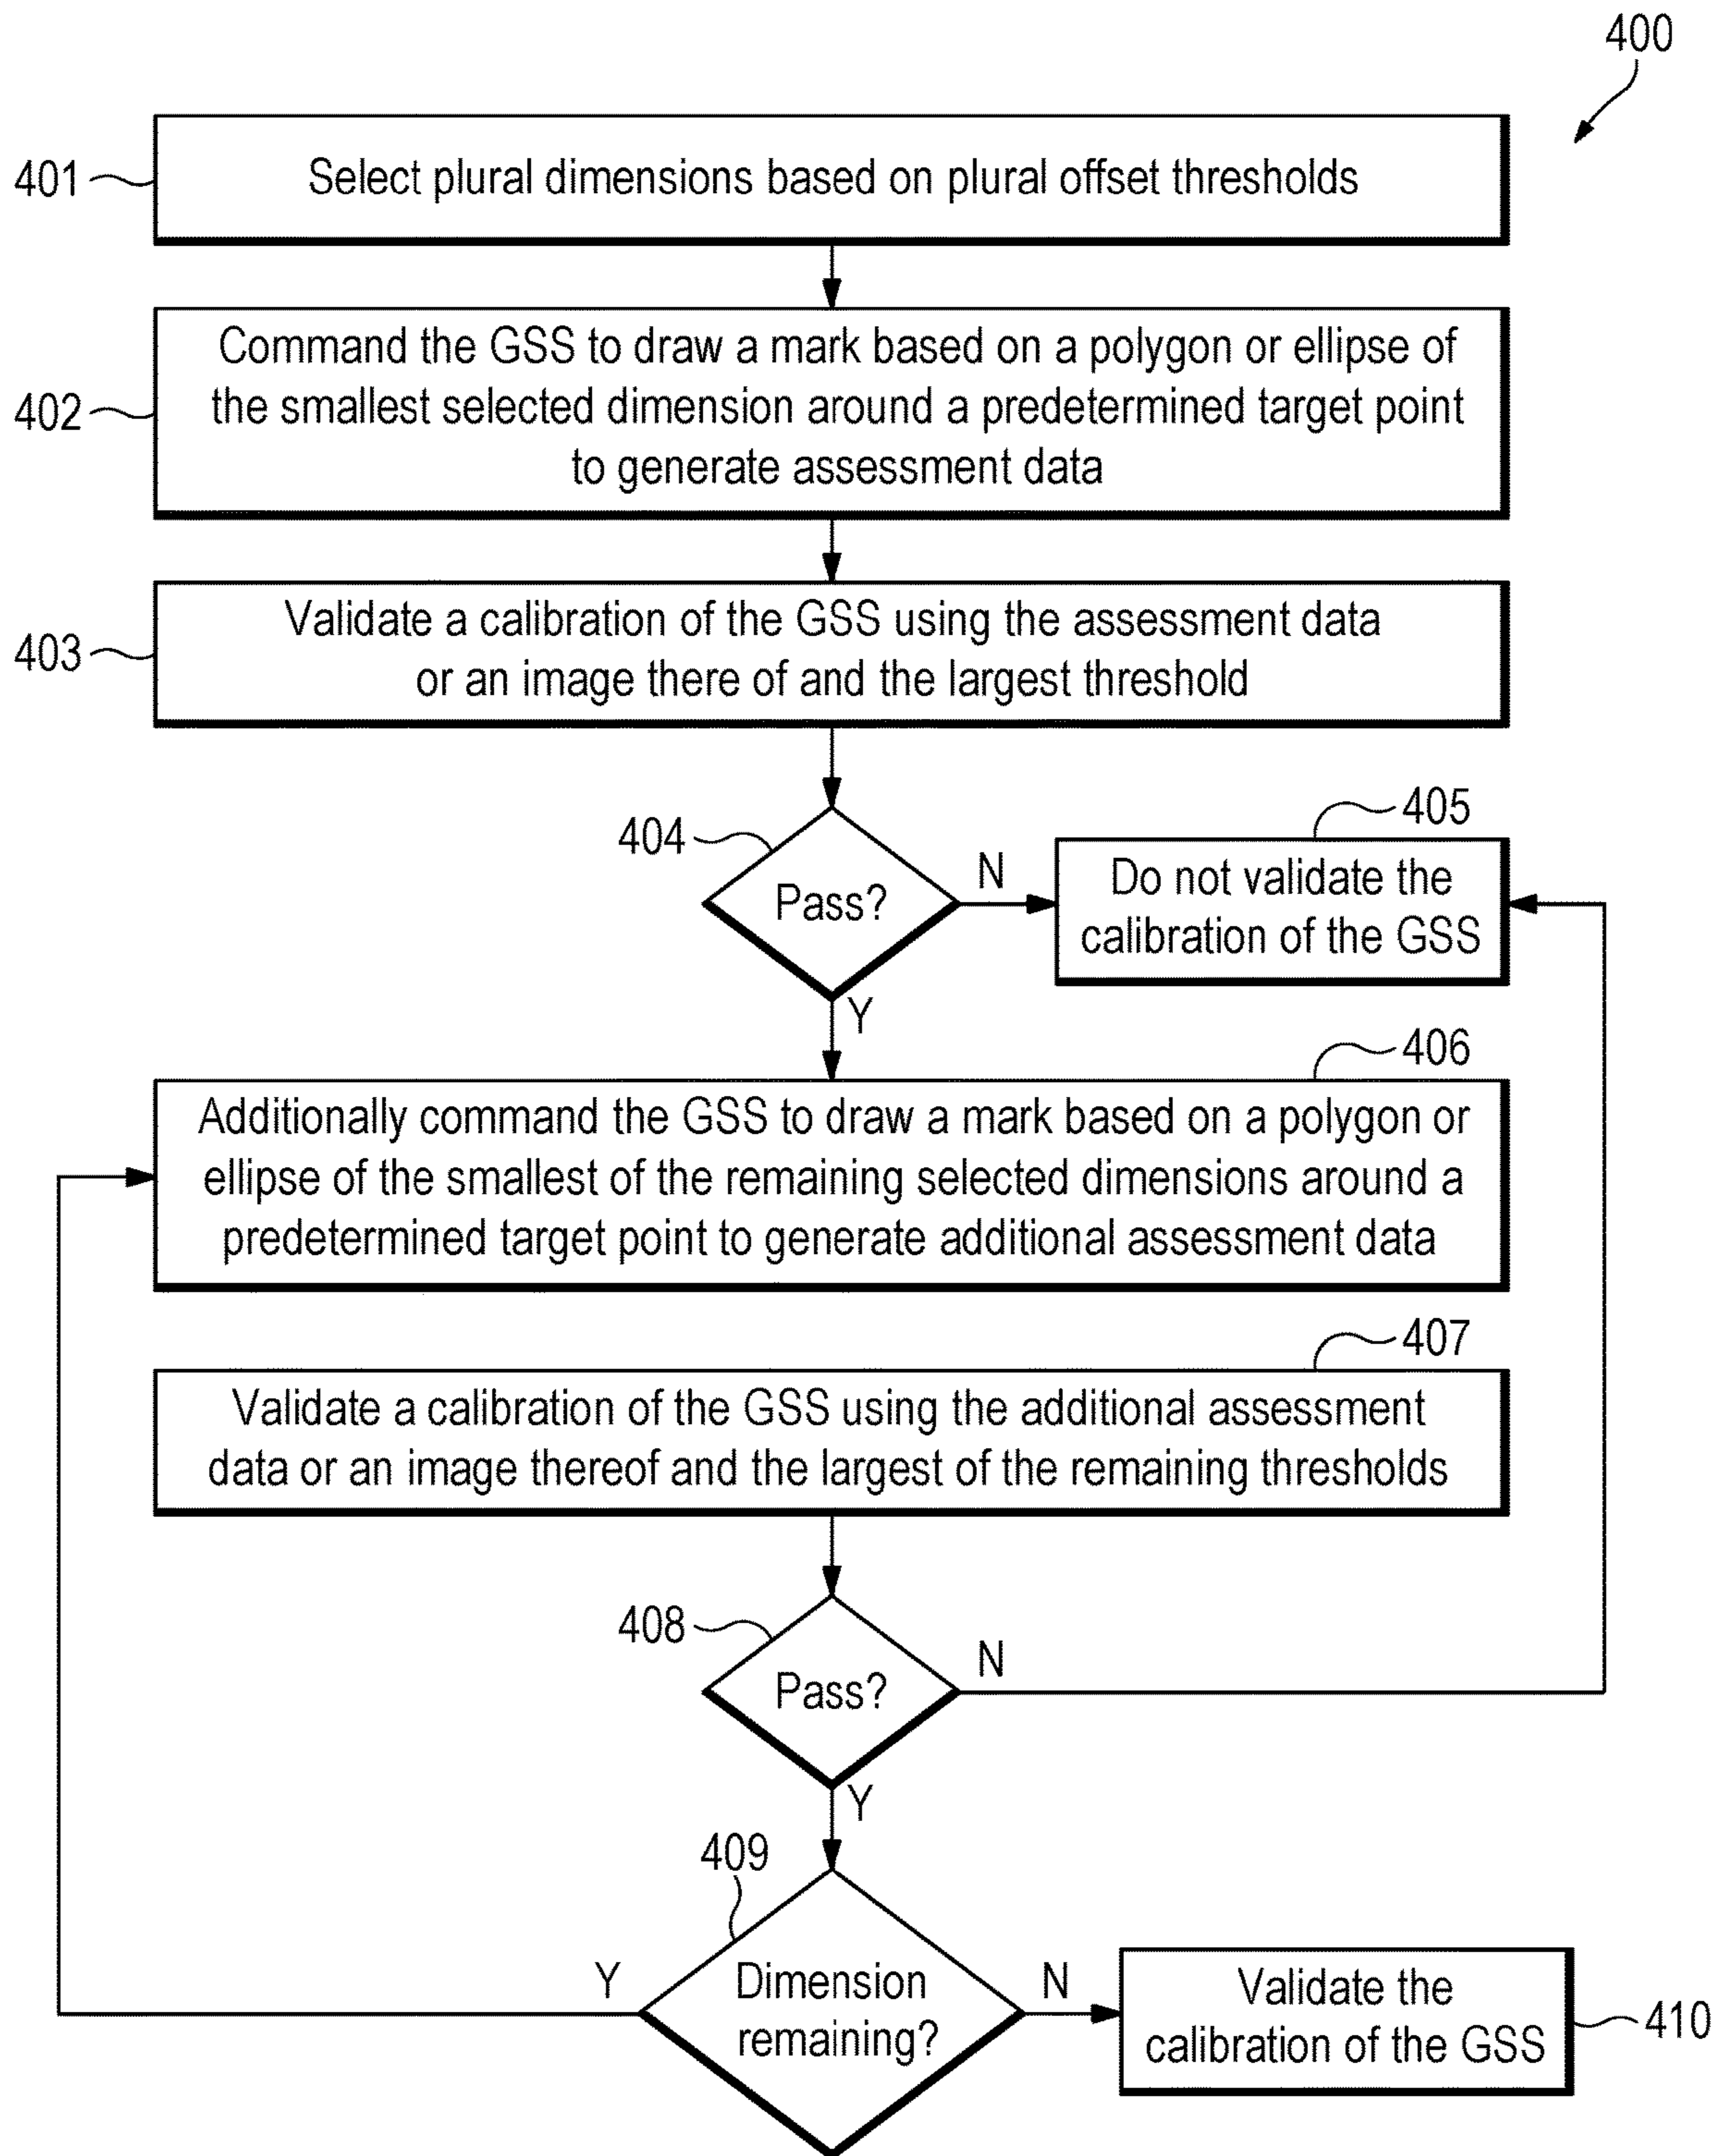 400
401
Select plural dimensions based on plural offset thresholds
402
Command the GSS to draw a mark based on a polygon or ellipse of
the smallest selected dimension around a predetermined target point
to generate assessment data
403
Validate a calibration of the GSS using the assessment data
or an image there of and the largest threshold
404
Pass?
N
Y
405
Do not validate the
calibration of the GSS
406
Additionally command the GSS to draw a mark based on a polygon or
ellipse of the smallest of the remaining selected dimensions around a
predetermined target point to generate additional assessment data
407
Validate a calibration of the GSS using the additional assessment
data or an image thereof and the largest of the remaining thresholds
408
Pass?
N
Y
409
Dimension
remaining?
Y
N
Validate the
calibration of the GSS
410